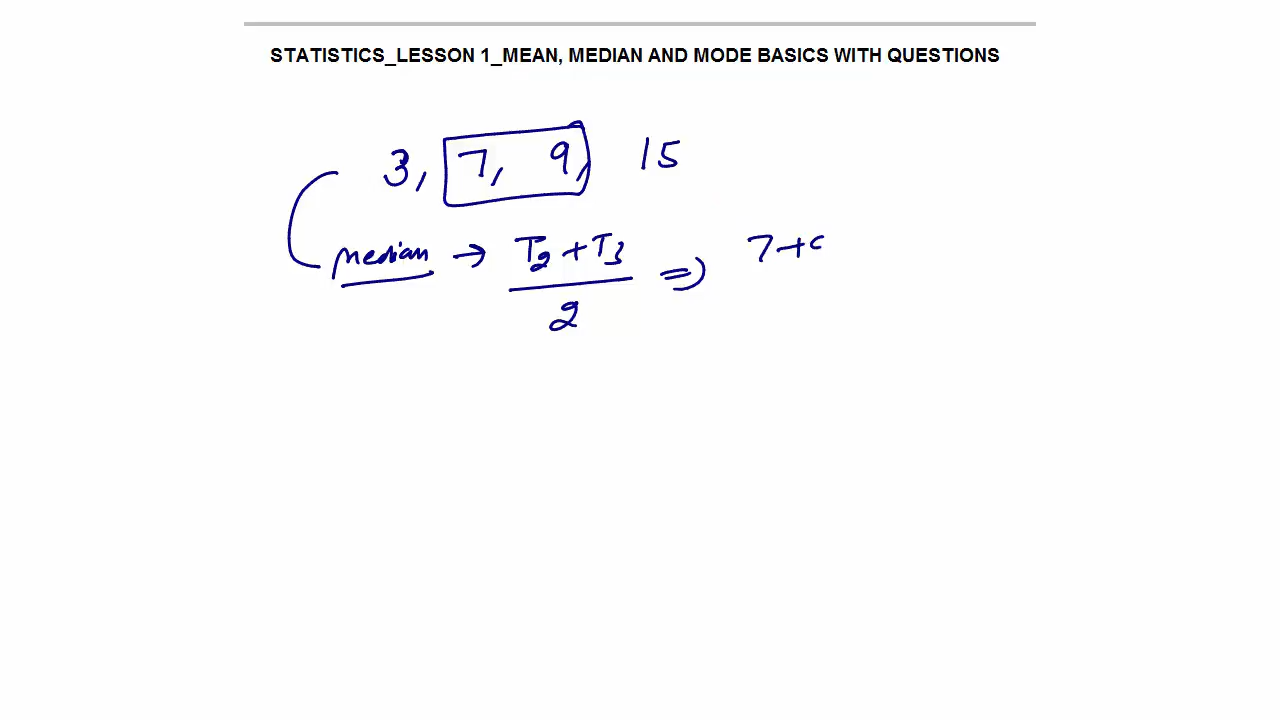 STATISTICS_LESSON 1_MEAN, MEDIAN AND MODE BASICS WITH QUESTIONS
3, 7, 9, 15
median → T2 + T3 ⇒ 7+
2